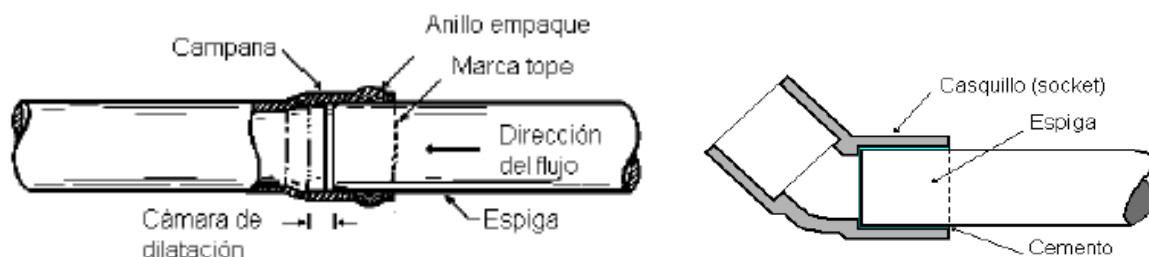 Anillo empaque
Campana
Marca tope
Dirección
del flujo
Cámara de
dilatación
Espiga
Casquillo (socket)
Espiga
Cemento